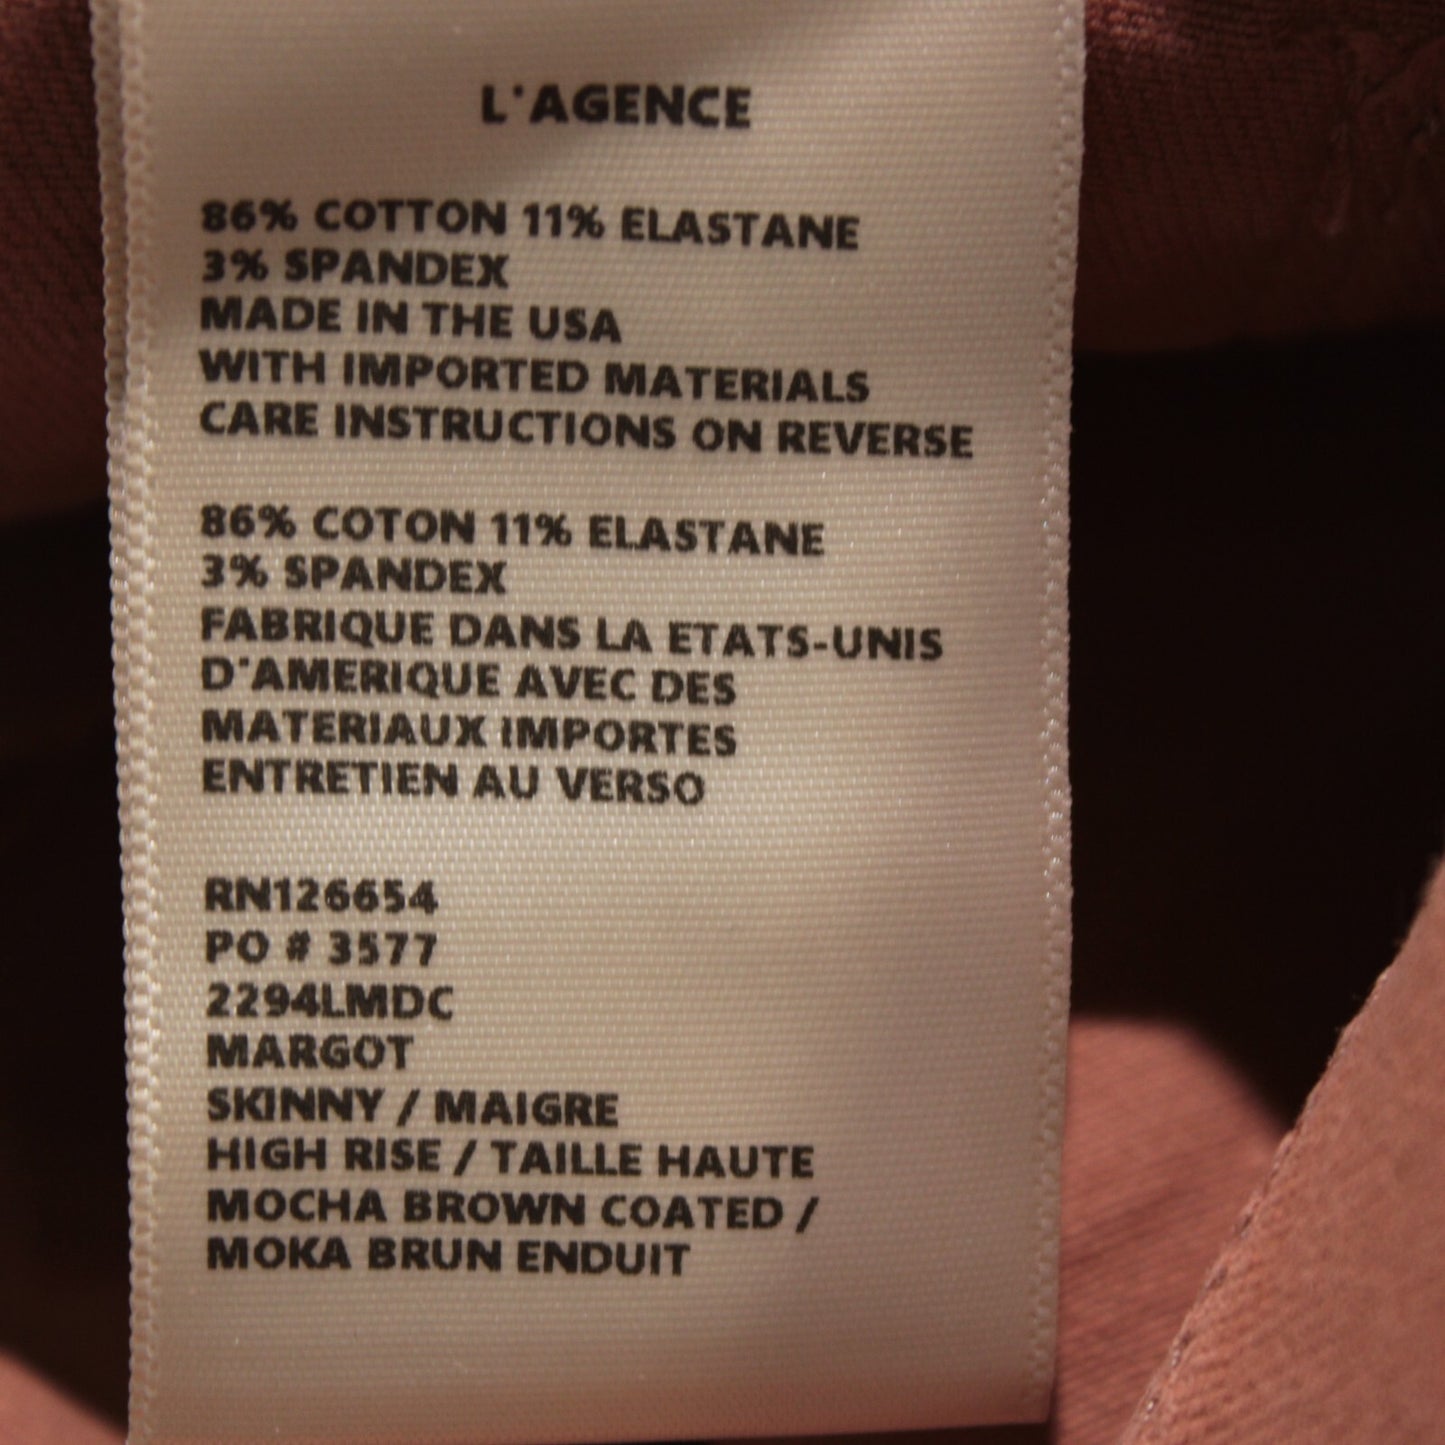 L'AGENCE
86% COTTON 11% ELASTANE
3% SPANDEX
MADE IN THE USA
WITH IMPORTED MATERIALS
CARE INSTRUCTIONS ON REVERSE
86% COTON 11% ELASTANE
3% SPANDEX
FABRIQUE DANS LA ETATS-UNIS
D'AMERIQUE AVEC DES
MATERIAUX IMPORTES
ENTRETIEN AU VERSO
RN126654
PO # 3577
2294LMDC
MARGOT
SKINNY / MAIGRE
HIGH RISE / TAILLE HAUTE
MOCHA BROWN COATED /
MOKA BRUN ENDUIT